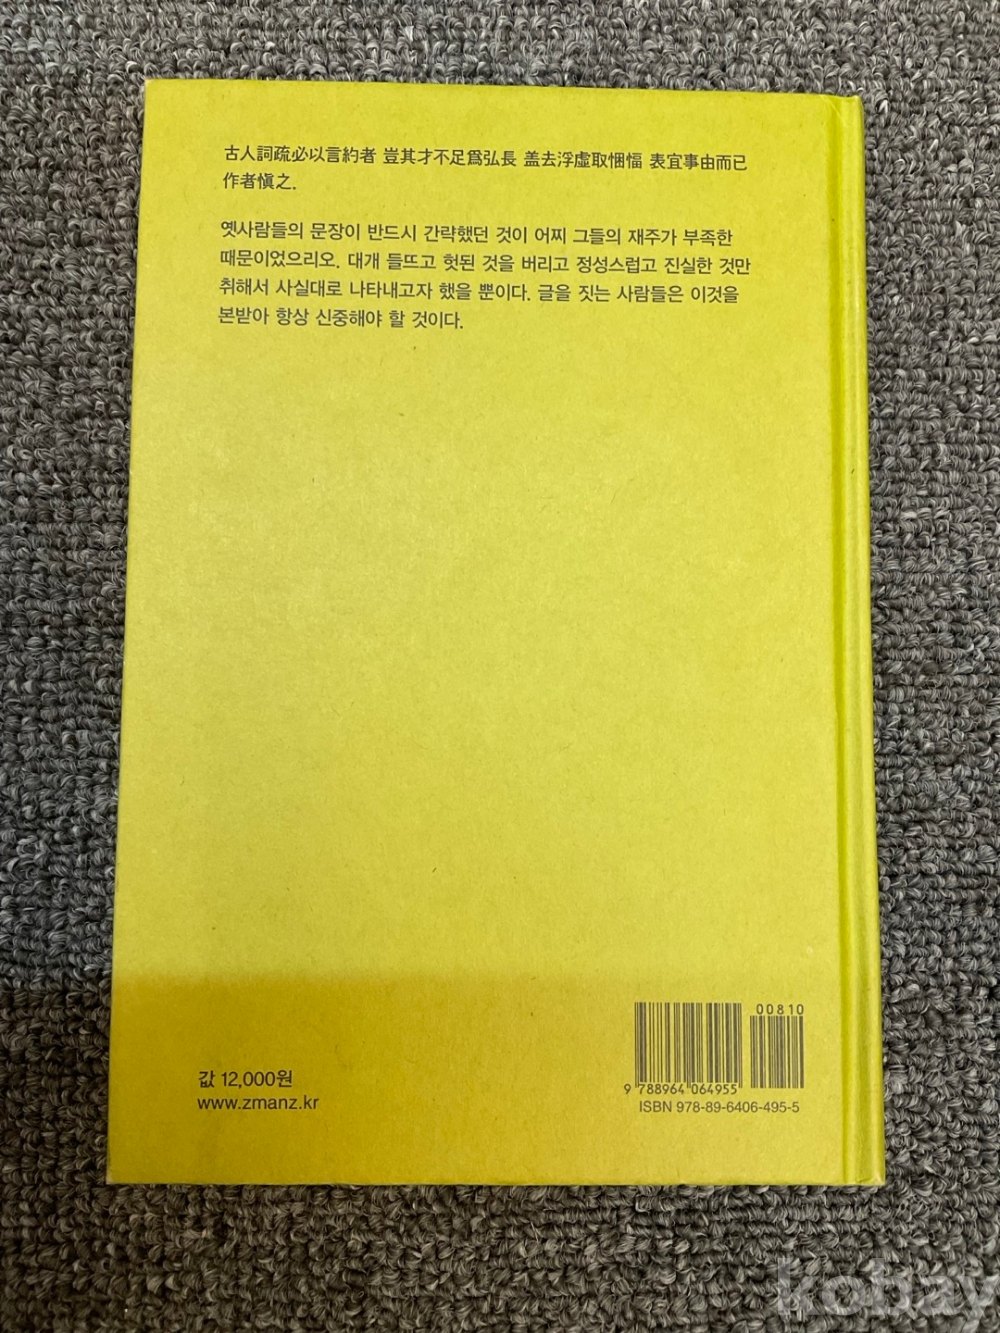 古人詞疏必以言約者 豈其才不足爲弘長 盖去浮虛取悃愊 表宜事由而已
作者愼之.
옛사람들의 문장이 반드시 간략했던 것이 어찌 그들의 재주가 부족한
때문이었으리오. 대개 들뜨고 헛된 것을 버리고 정성스럽고 진실한 것만
취해서 사실대로 나타내고자 했을 뿐이다. 글을 짓는 사람들은 이것을
본받아 항상 신중해야 할 것이다.
00810
9 788964 064955
ISBN 978-89-6406-495-5
값 12,000원
www.zmanz.kr
kobay